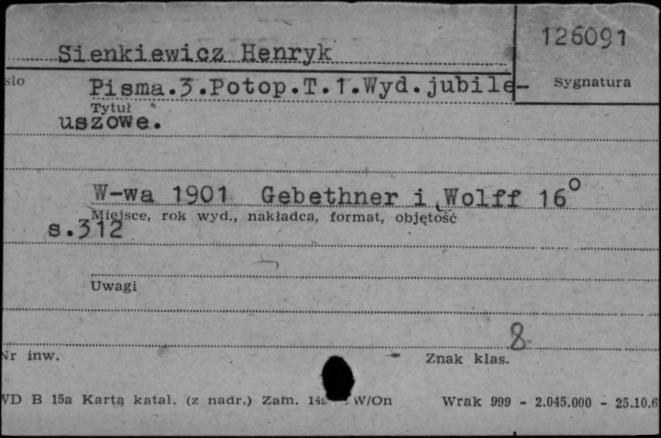 126091
Sienkiewicz Henryk
sło
Pisma.3.Potop.T.1.Wyd.jubile-
Sygnatura
Tytuł
uszowe.
W-wa 1901 Gebethner i Wolff 16°
Miejsce, rok wyd., nakładca, format, objętość
s.312
Uwagi
8
Nr inw.
Znak klas.
WD B 15a Karta katal. (z nadr.) Zam. W/On Wrak 999 - 2.045.000 - 25.10.6